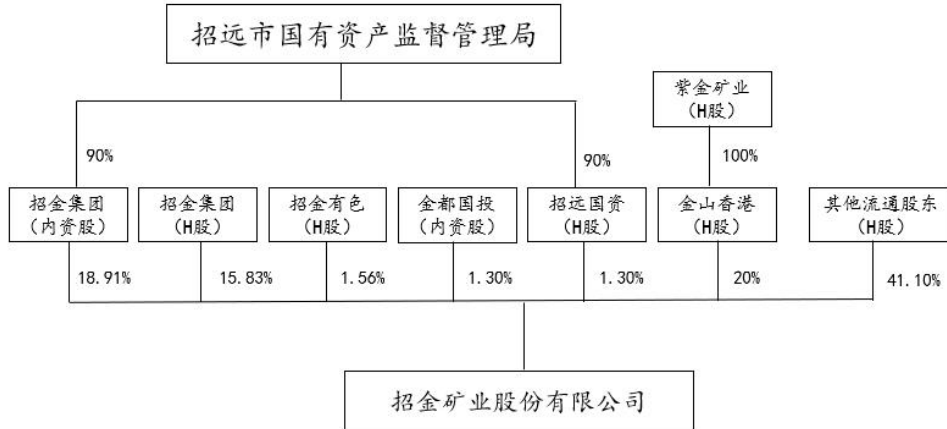 招远市国有资产监督管理局
紫金矿业
（H股）
90%
90%
100%
招金集团
（内资股）
招金集团
（H股）
招金有色
（H股）
金都国投
（内资股）
招远国资
（H股）
金山香港
（H股）
其他流通股东
（H股）
18.91%
15.83%
1.56%
1.30%
1.30%
20%
41.10%
招金矿业股份有限公司